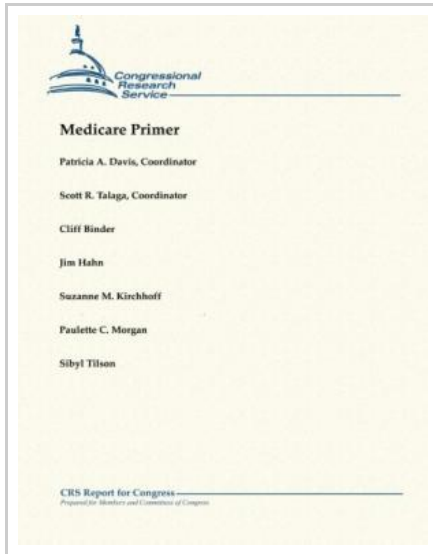 Congressional
Research
Service
Medicare Primer
Patricia A. Davis, Coordinator
Scott R. Talaga, Coordinator
Cliff Binder
Jim Hahn
Suzanne M. Kirchhoff
Paulette C. Morgan
Sibyl Tilson
CRS Report for Congress
Prepared for Members and Committees of Congress